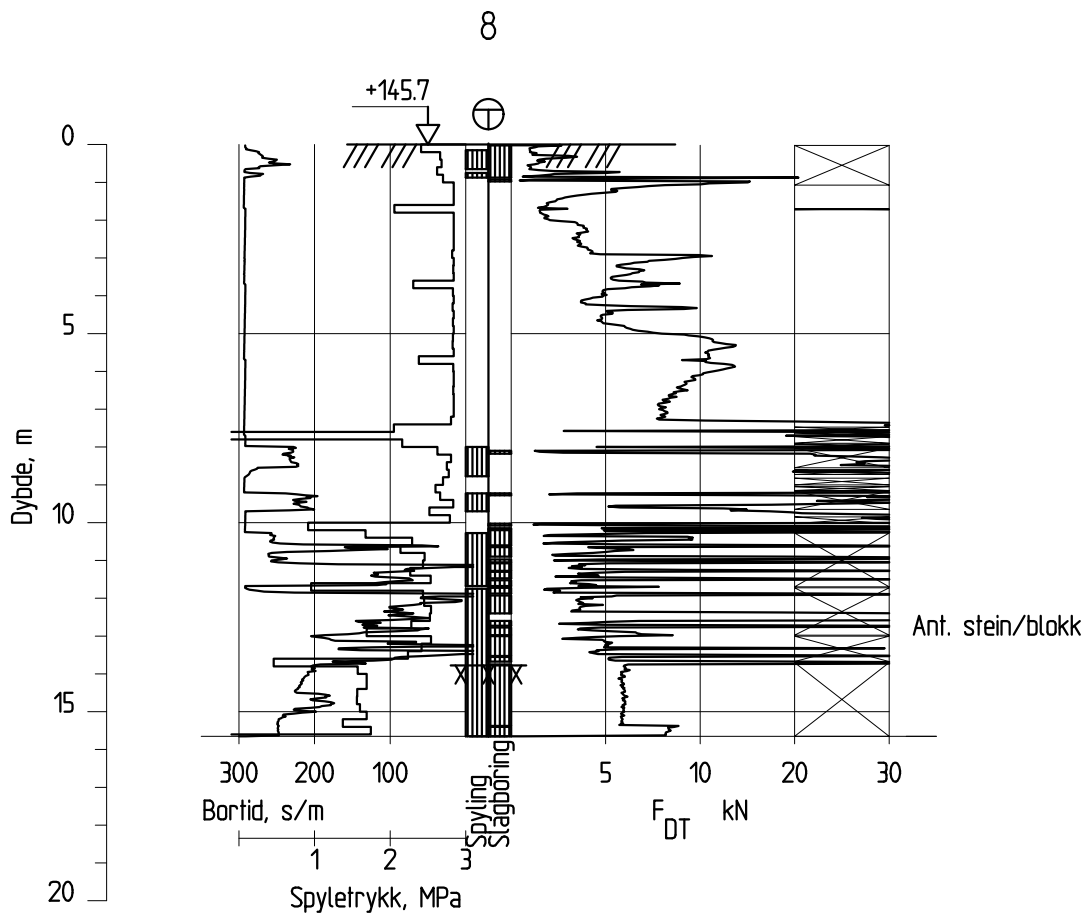 8
+145.7
0
5
10
15
20
Dybde, m
Ant. stein/blokk
300 200 100
5 10 20 30
Bortid, s/m
Spyling
Slagboring
F DT kN
1 2 3
Spyletrykk, MPa